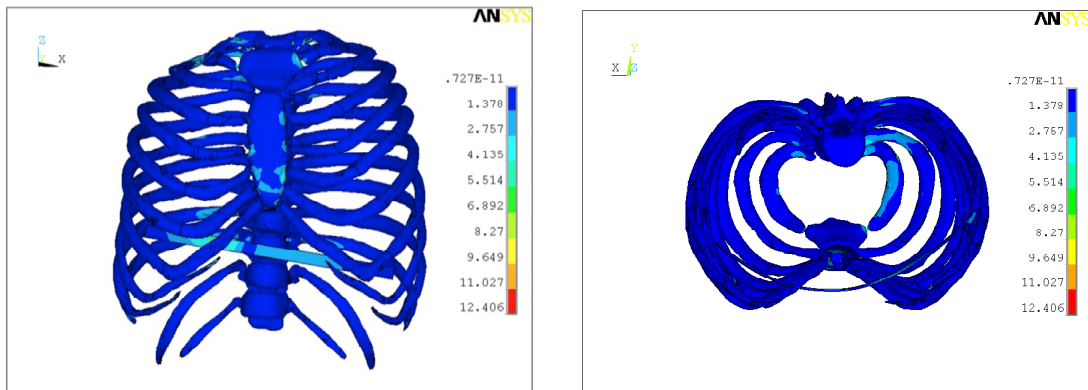 ANSYS
Z
Y
X
.727E-11
1.378
2.757
4.135
5.514
6.892
8.27
9.649
11.027
12.406
ANSYS
Y
X
Z
.727E-11
1.378
2.757
4.135
5.514
6.892
8.27
9.649
11.027
12.406